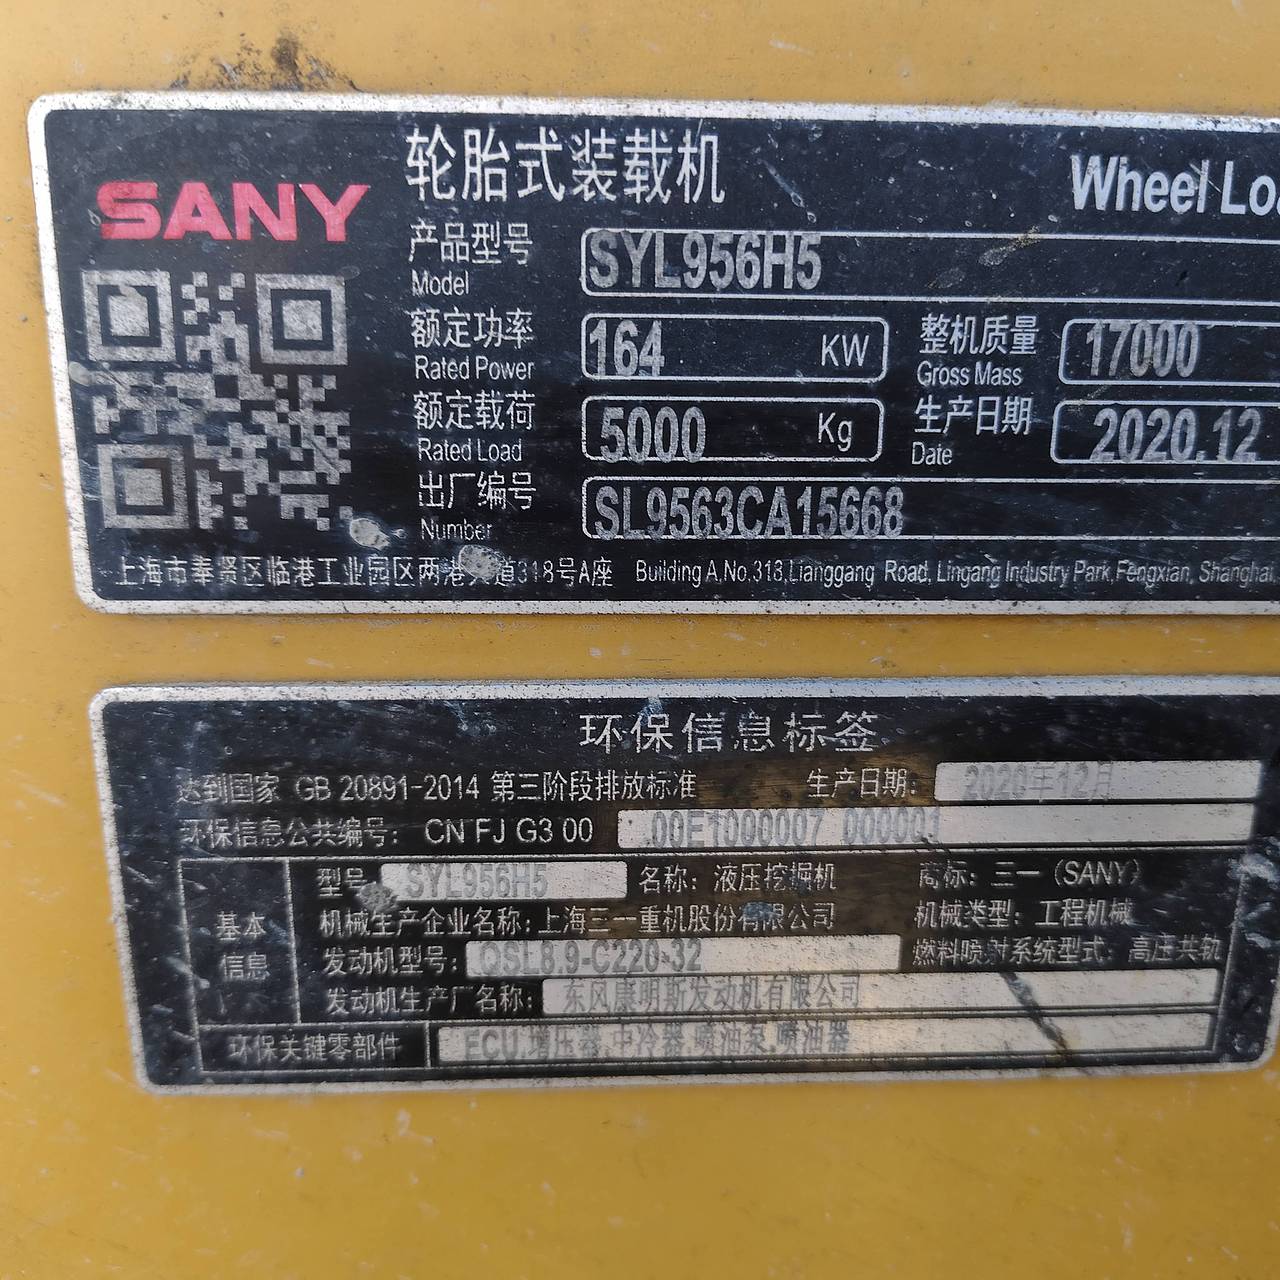 SANY
轮胎式装载机 Wheel Lo
产品型号 Model SYL956H5
额定功率 Rated Power 164 KW 整机质量 Gross Mass 17000
额定载荷 Rated Load 5000 Kg 生产日期 Date 2020.12
出厂编号 Number SL9563CA15668
上海市奉贤区临港工业园区两港大道318号A座 Building A,No.318,Lianggang Road, Lingang Industry Park,Fengxian, Shanghai,
环保信息标签
达到国家 GB 20891-2014 第三阶段排放标准 生产日期: 2020年12月
环保信息公共编号: CN FJ G3 00 00E1000007 000001
基本信息
型号: SYL956H5 名称: 液压挖掘机 商标: 三一 (SANY)
机械生产企业名称: 上海三一重机股份有限公司 机械类型: 工程机械
发动机型号: QSL8.9-C220-32 燃料喷射系统型式: 高压共轨
发动机生产厂名称: 东风康明斯发动机有限公司
环保关键零部件 ECU,增压器,中冷器,喷油泵,喷油器